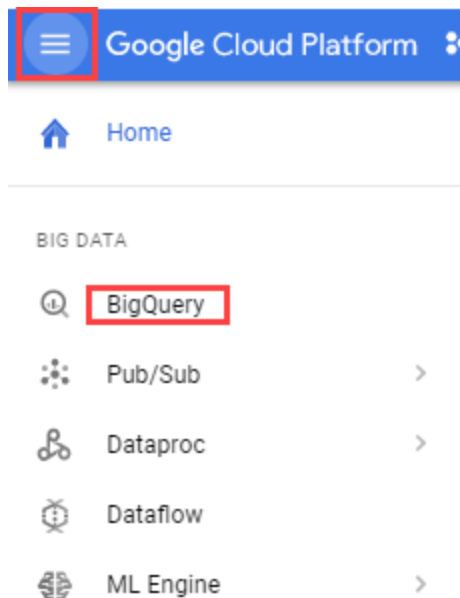 Google Cloud Platform
Home
BIG DATA
BigQuery
Pub/Sub
Dataproc
Dataflow
ML Engine